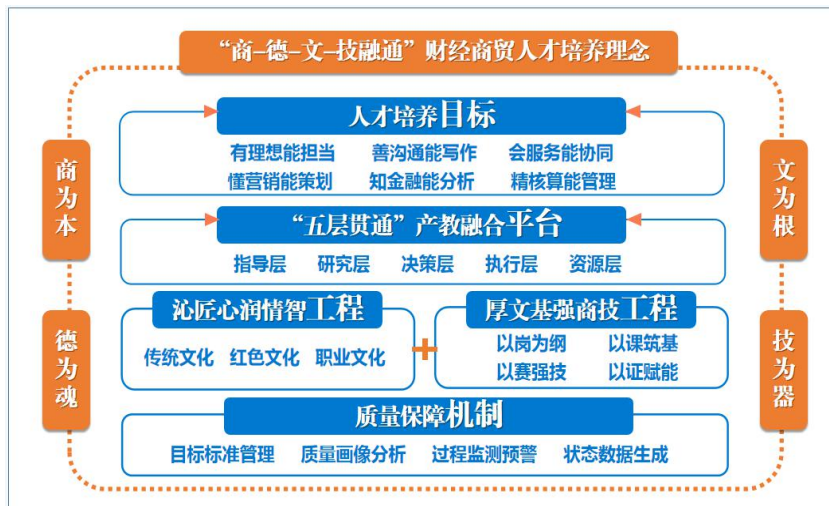 “商-德-文-技融通”财经商贸人才培养理念
人才培养目标
有理想能担当 善沟通能写作 会服务能协同
懂营销能策划 知金融能分析 精核算能管理
商为本
文为根
“五层贯通”产教融合平台
指导层 研究层 决策层 执行层 资源层
沁匠心润情智工程
传统文化 红色文化 职业文化
+
厚文基强商技工程
以岗为纲 以课筑基
以赛强技 以证赋能
德为魂
技为器
质量保障机制
目标标准管理 质量画像分析 过程监测预警 状态数据生成